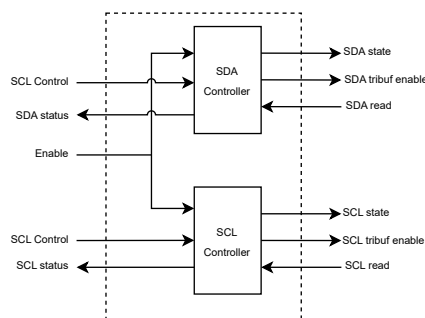 SDA state
SDA
Controller
SCL Control
SDA tribuf enable
SDA status
SDA read
Enable
SCL state
SCL
Controller
SCL Control
SCL tribuf enable
SCL status
SCL read